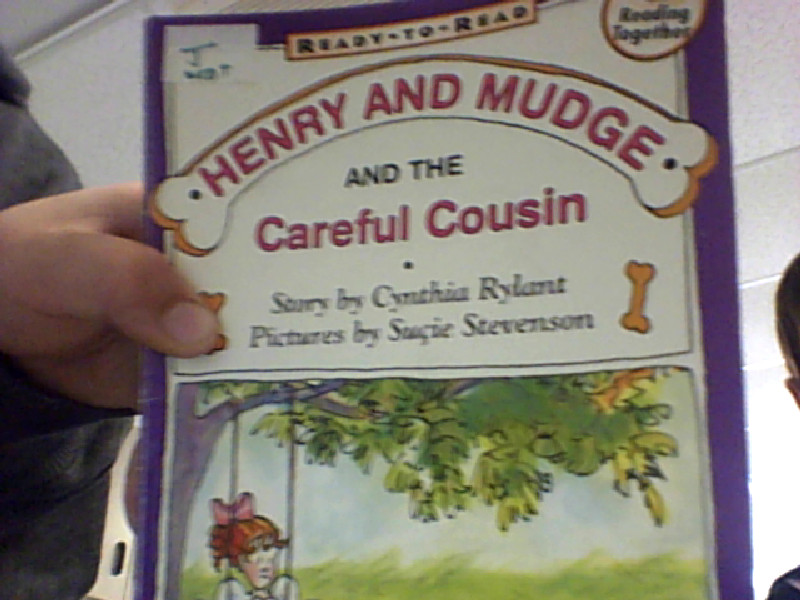 READY-TO-READ
Reading
Together
J
HENRY AND MUDGE
AND THE
Careful Cousin
Story by Cynthia Rylant
Pictures by Suçie Stevenson